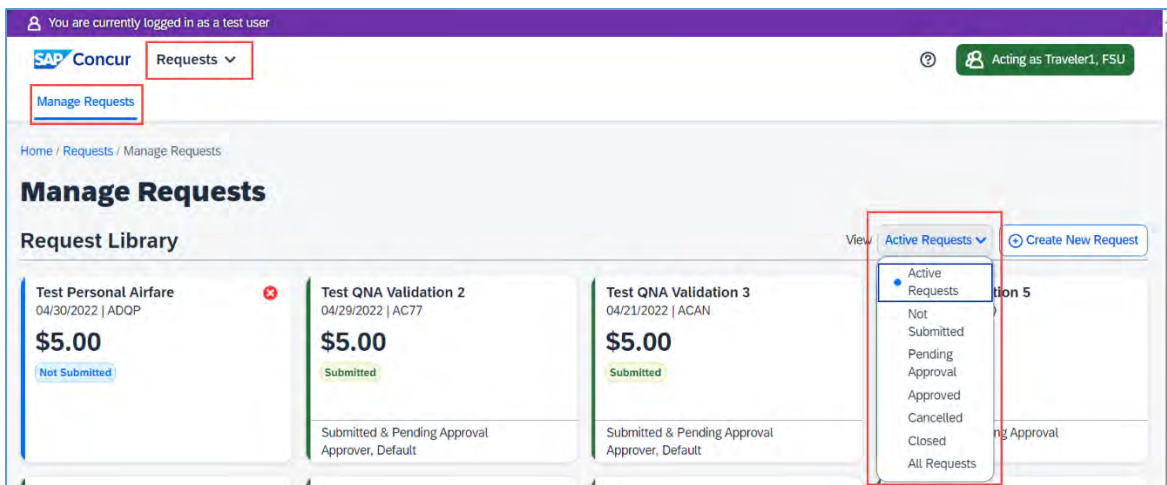 You are currently logged in as a test user
SAP Concur Requests
Acting as Traveler1, FSU
Manage Requests
Home / Requests / Manage Requests
Manage Requests
Request Library
View Active Requests Create New Request
Active
Requests
Not
Submitted
Pending
Approval
Approved
Cancelled
Closed
All Requests
Test Personal Airfare
04/30/2022 | ADQP
$5.00
Not Submitted
Test QNA Validation 2
04/29/2022 | AC77
$5.00
Submitted
Submitted & Pending Approval
Approver, Default
Test QNA Validation 3
04/21/2022 | ACAN
$5.00
Submitted
Submitted & Pending Approval
Approver, Default
5
Approval